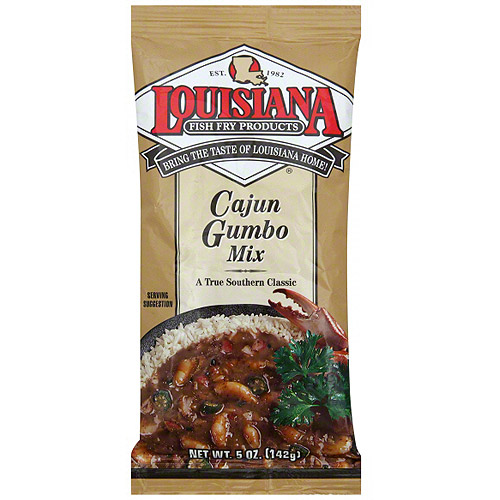 EST. 1982
LOUISIANA
FISH FRY PRODUCTS
BRING THE TASTE OF LOUISIANA HOME!
®
Cajun
Gumbo
Mix
A True Southern Classic
SERVING
SUGGESTION
NET WT. 5 OZ. (142g)